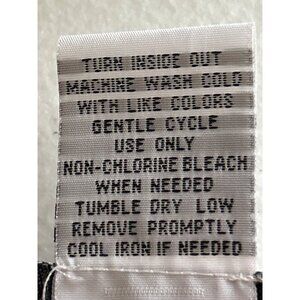 TURN INSIDE OUT
MACHINE WASH COLD
WITH LIKE COLORS
GENTLE CYCLE
USE ONLY
NON-CHLORINE BLEACH
WHEN NEEDED
TUMBLE DRY LOW
REMOVE PROMPTLY
COOL IRON IF NEEDED